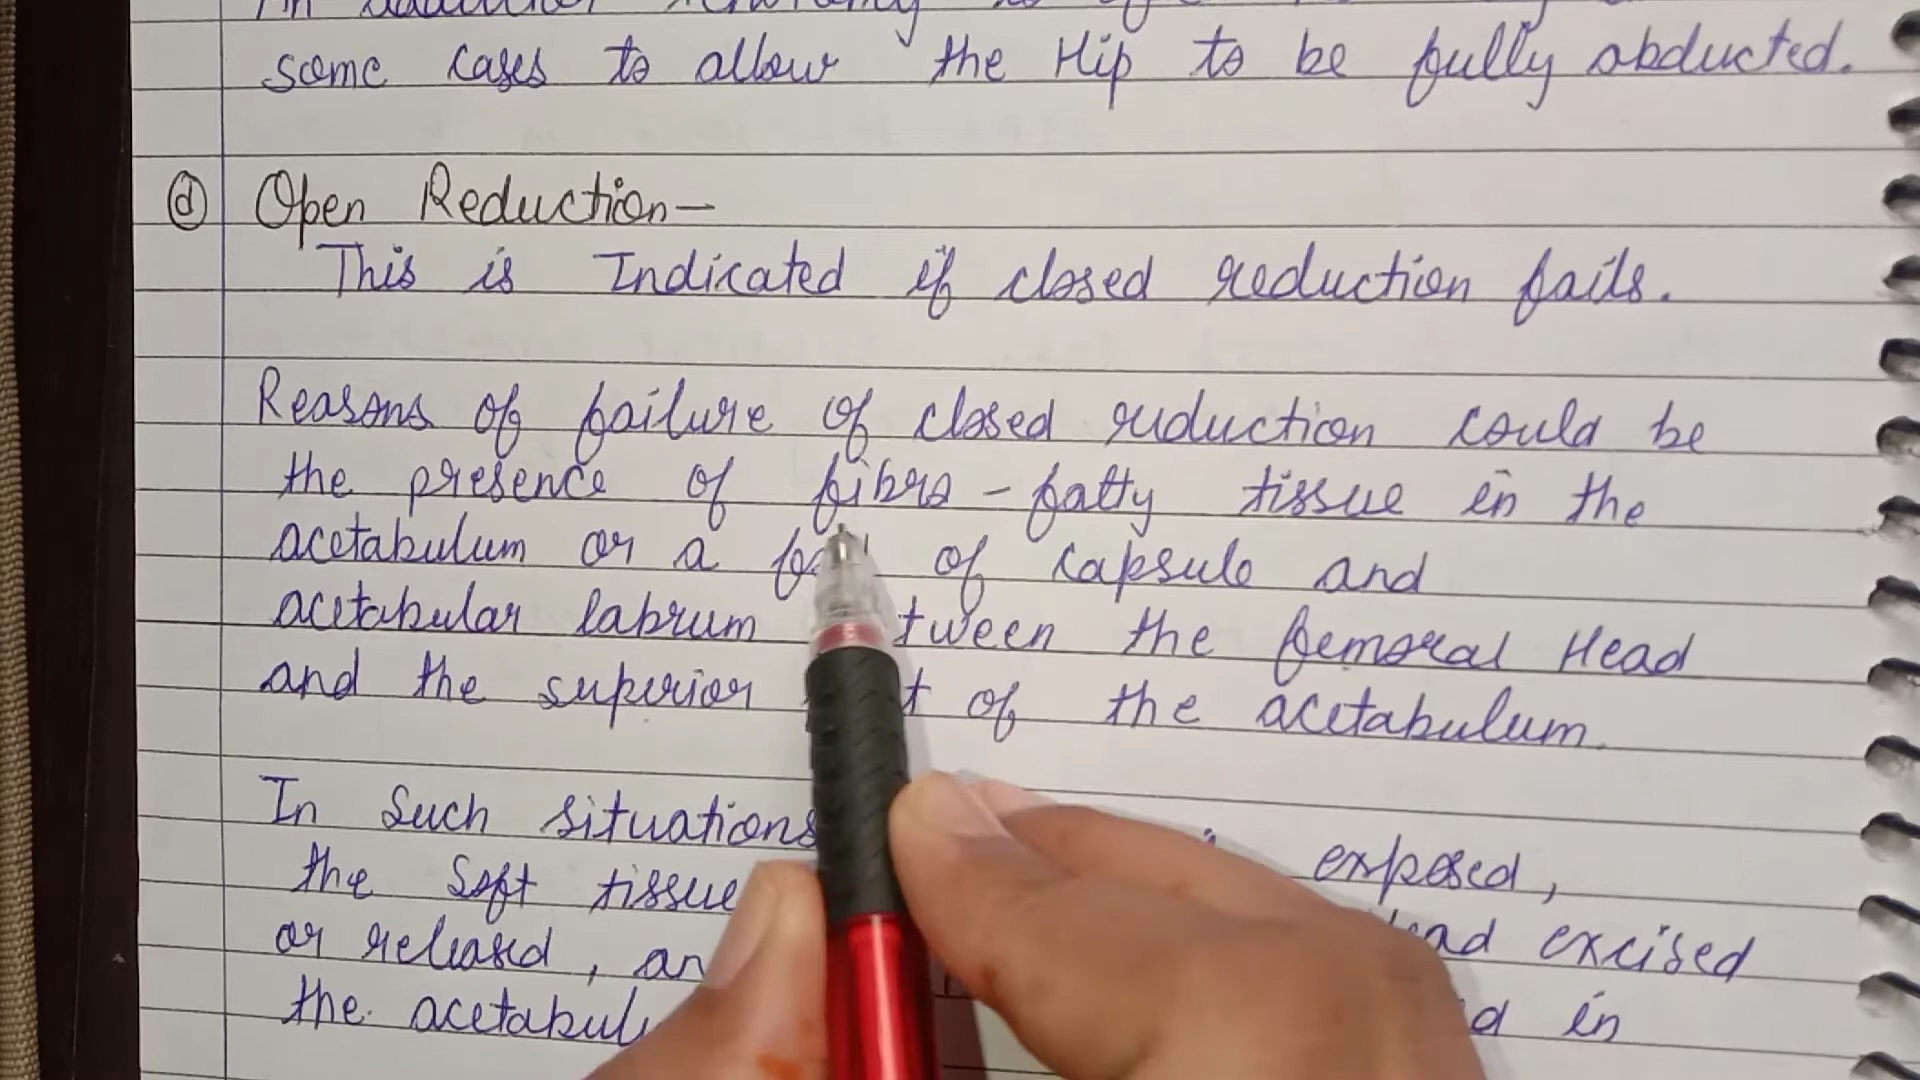 some cases to allow the Hip to be fully abducted.
d Open Reduction-
This is Indicated if closed reduction fails.
Reasons of failure of closed reduction could be
the presence of fibro-fatty tissue in the
acetabulum or a of capsule and
acetabular labrum tween the femoral Head
and the superior t of the acetabulum.
In Such situations exposed,
the Soft tissue ead excised
or released, an
the acetabul d in